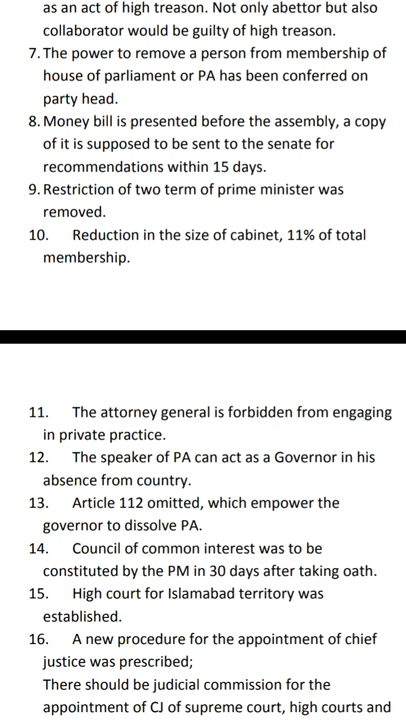 as an act of high treason. Not only abettor but also
collaborator would be guilty of high treason.
7. The power to remove a person from membership of
house of parliament or PA has been conferred on
party head.
8. Money bill is presented before the assembly, a copy
of it is supposed to be sent to the senate for
recommendations within 15 days.
9. Restriction of two term of prime minister was
removed.
10. Reduction in the size of cabinet, 11% of total
membership.
11. The attorney general is forbidden from engaging
in private practice.
12. The speaker of PA can act as a Governor in his
absence from country.
13. Article 112 omitted, which empower the
governor to dissolve PA.
14. Council of common interest was to be
constituted by the PM in 30 days after taking oath.
15. High court for Islamabad territory was
established.
16. A new procedure for the appointment of chief
justice was prescribed;
There should be judicial commission for the
appointment of CJ of supreme court, high courts and